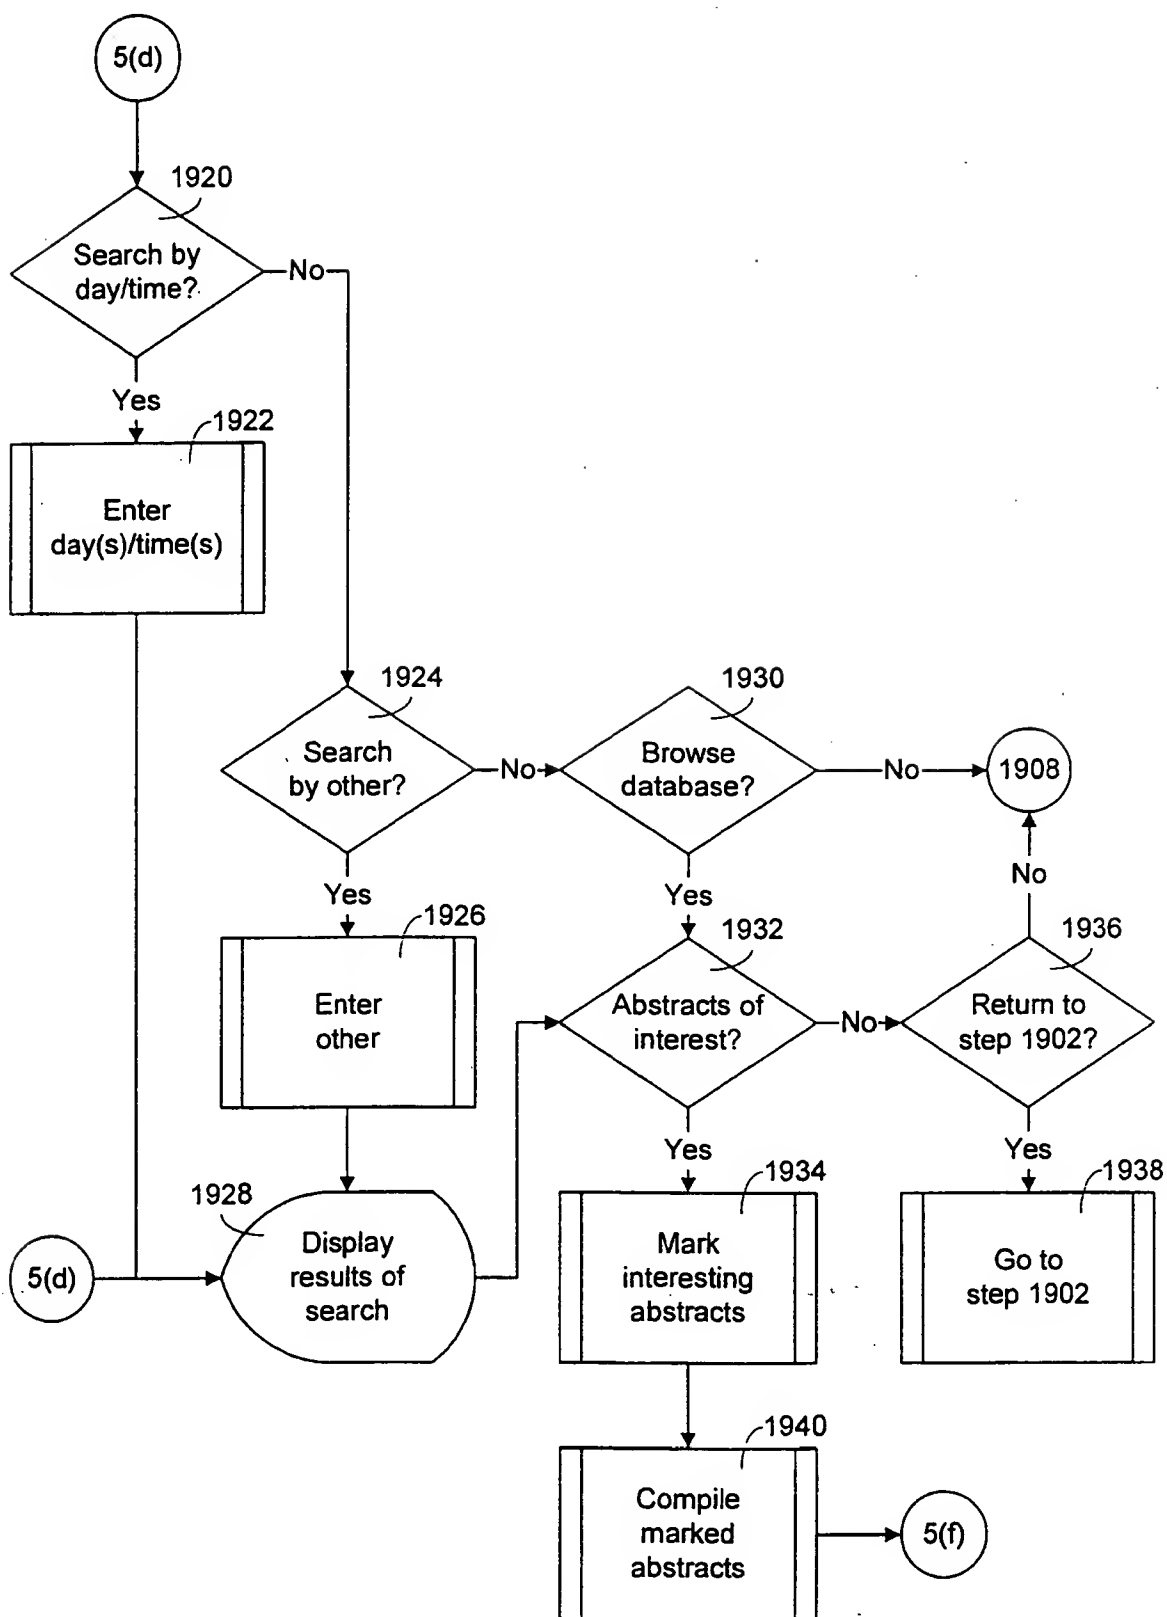 5(d)
1920
Search by
day/time?
No
Yes
1922
Enter
day(s)/time(s)
1924
Search
by other?
No
1930
Browse
database?
No
1908
Yes
Yes
No
1926
Enter
other
1932
Abstracts of
interest?
No
1936
Return to
step 1902?
Yes
Yes
1928
Display
results of
search
5(d)
1934
Mark
interesting
abstracts
1938
Go to
step 1902
1940
Compile
marked
abstracts
5(f)